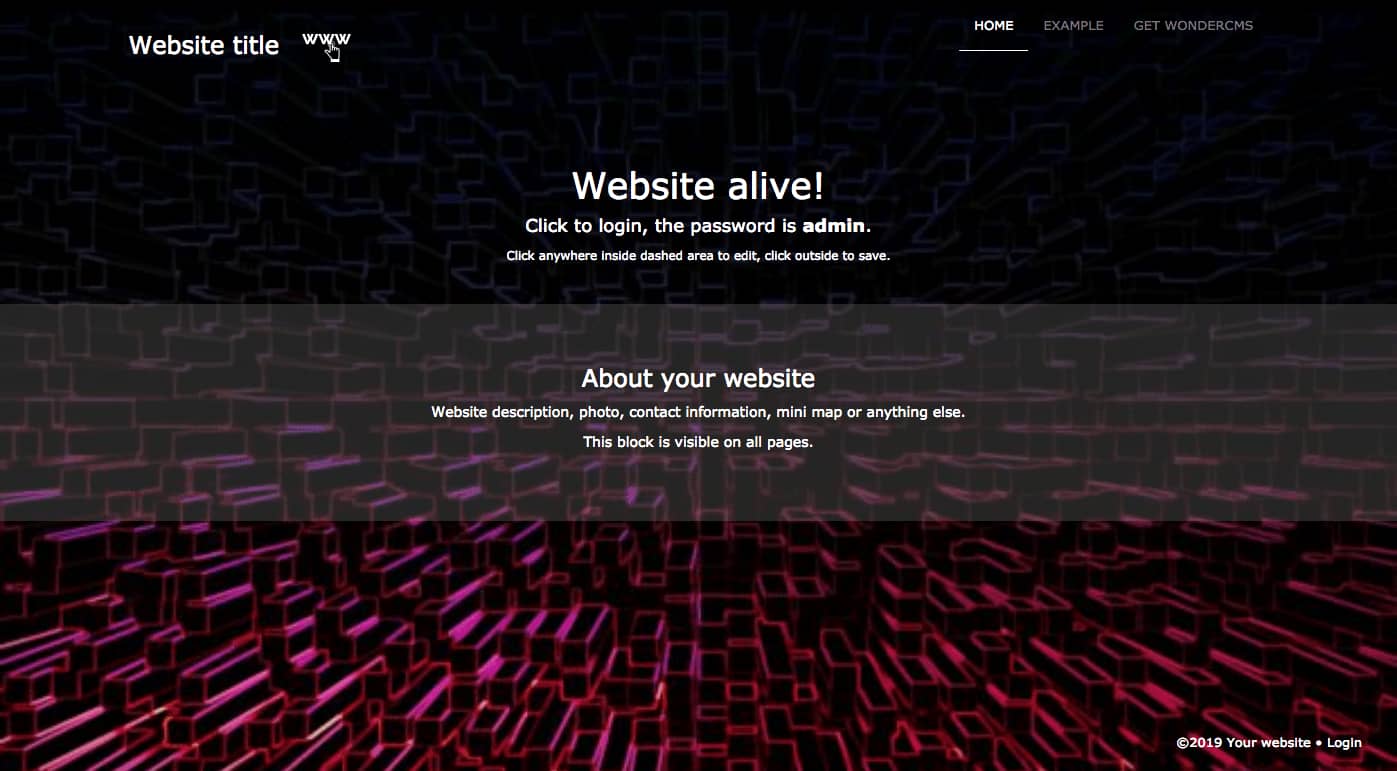 Website title
www
HOME EXAMPLE GET WONDERCMS
Website alive!
Click to login, the password is admin.
Click anywhere inside dashed area to edit, click outside to save.
About your website
Website description, photo, contact information, mini map or anything else.
This block is visible on all pages.
©2019 Your website • Login